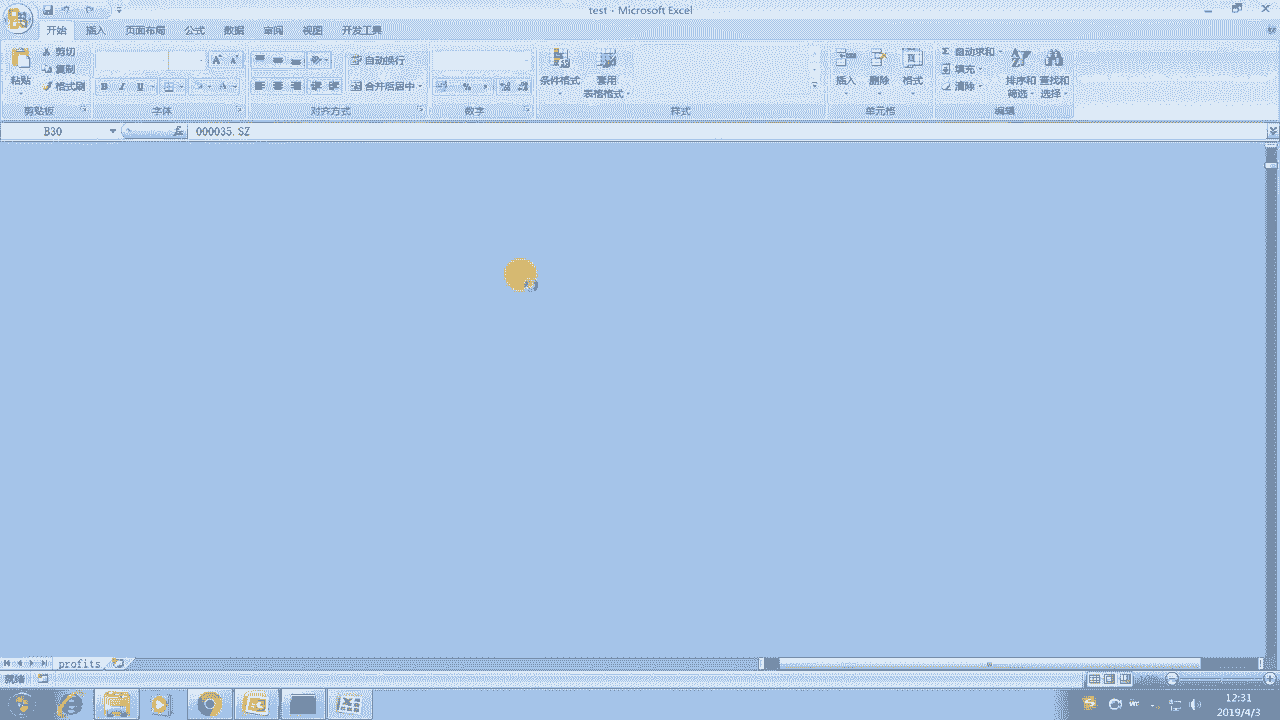 test - Microsoft Excel
开始 插入 页面布局 公式 数据 审阅 视图 开发工具
剪切
复制
格式刷
粘贴
剪贴板
字体
自动换行
合并后居中
对齐方式
数字
条件格式
套用
表格格式
样式
插入 删除 格式
单元格
Σ 自动求和
填充
清除
排序和
筛选
查找和
选择
编辑
B30
fx
000035.SZ
profits
就绪
12:31
2019/4/3